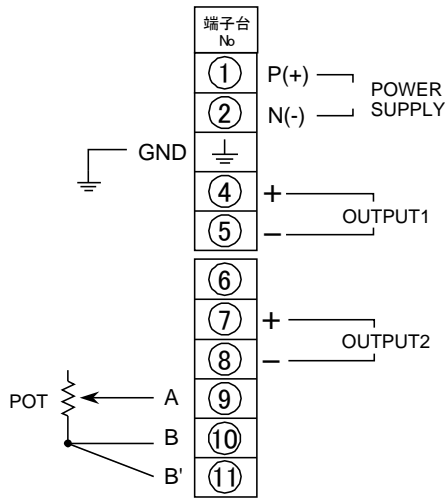 端子台
No
① P(+)
POWER
② N(-)
SUPPLY
GND
④ +
OUTPUT1
⑤ −
⑥
⑦ +
OUTPUT2
⑧ −
POT A ⑨
B ⑩
B' ⑪